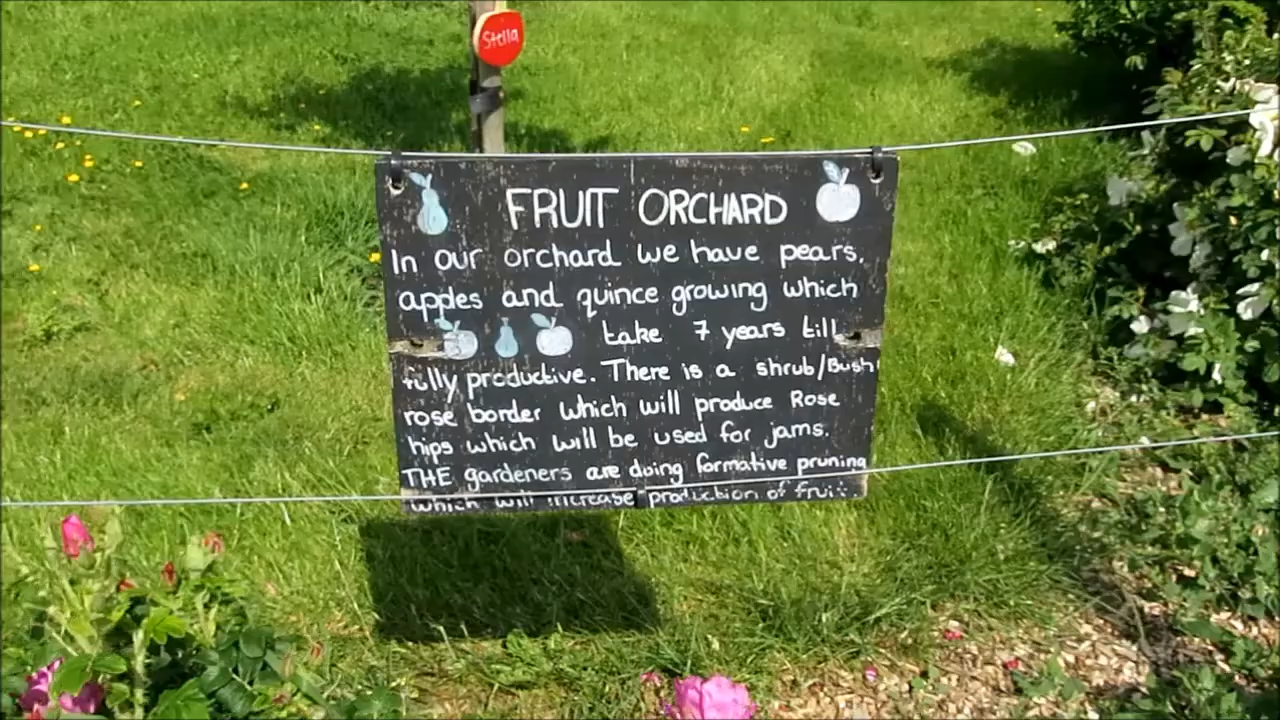 Stella
FRUIT ORCHARD
In our orchard we have pears,
apples and quince growing which
take 7 years till
fully productive. There is a shrub/Bush
rose border which will produce Rose
hips which will be used for jams.
THE gardeners are doing formative pruning
which will increase production of fruit.